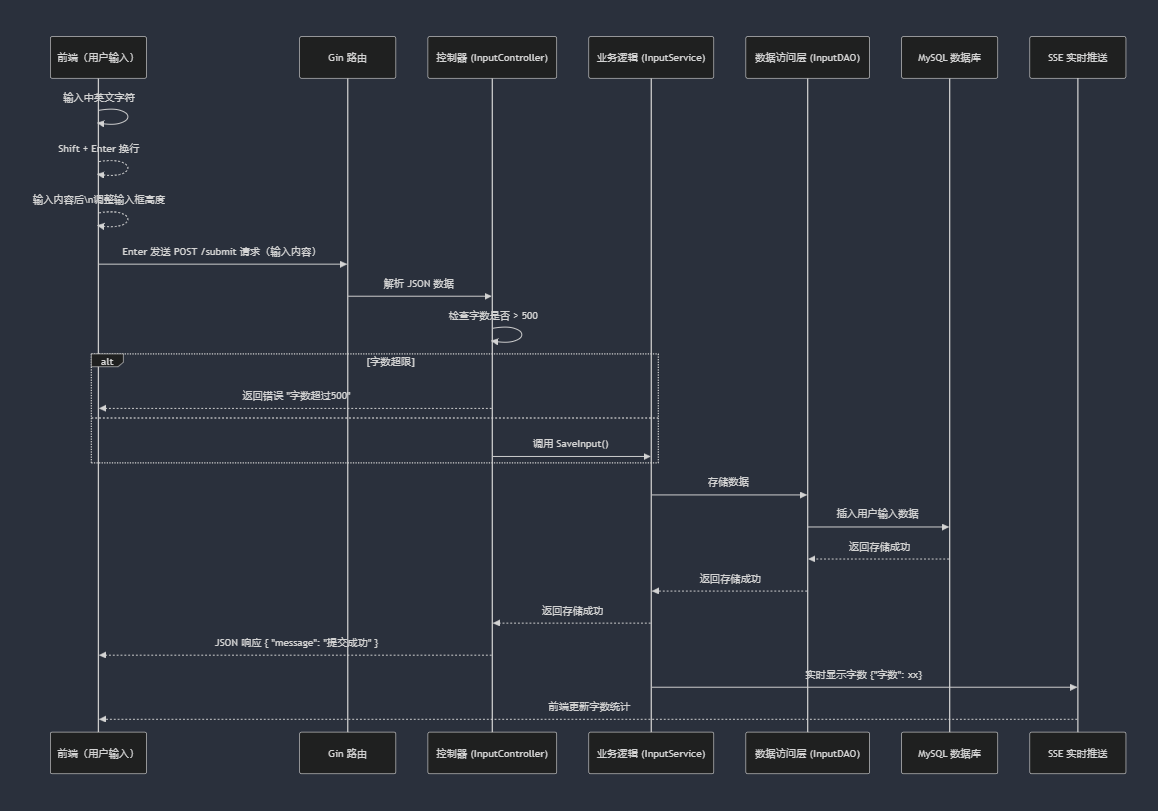 前端（用户输入）
Gin 路由
控制器 (InputController)
业务逻辑 (InputService)
数据访问层 (InputDAO)
MySQL 数据库
SSE 实时推送
输入中英文字符
Shift + Enter 换行
输入内容后\n调整输入框高度
Enter 发送 POST /submit 请求（输入内容）
解析 JSON 数据
检查字数是否 > 500
alt
[字数超限]
返回错误 "字数超过500"
调用 SaveInput()
存储数据
插入用户输入数据
返回存储成功
返回存储成功
返回存储成功
JSON 响应 { "message": "提交成功" }
实时显示字数 {"字数": xx}
前端更新字数统计
前端（用户输入）
Gin 路由
控制器 (InputController)
业务逻辑 (InputService)
数据访问层 (InputDAO)
MySQL 数据库
SSE 实时推送